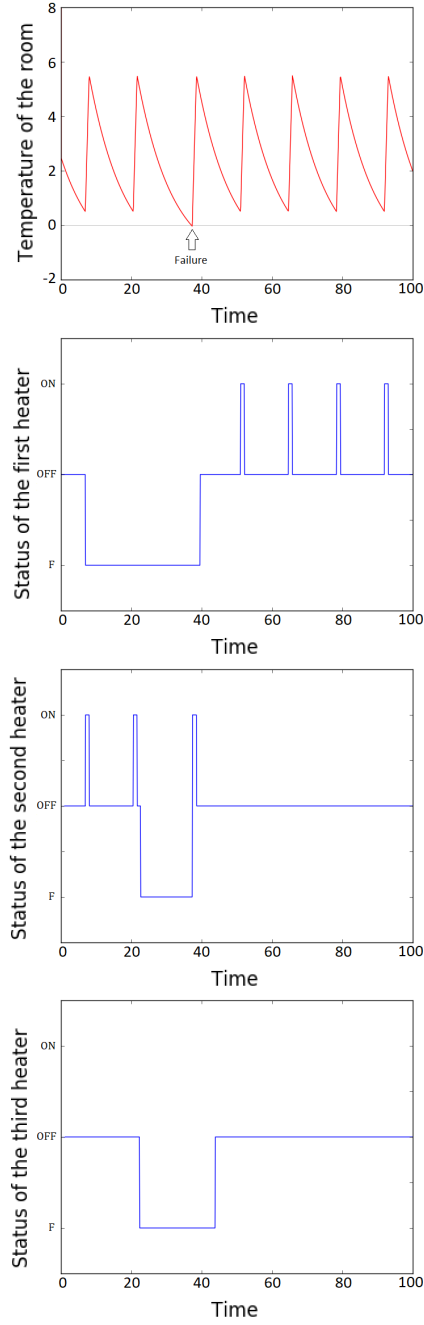 Temperature of the room
8
6
4
2
0
-2
Failure
0 20 40 60 80 100
Time
Status of the first heater
ON
OFF
F
0 20 40 60 80 100
Time
Status of the second heater
ON
OFF
F
0 20 40 60 80 100
Time
Status of the third heater
ON
OFF
F
0 20 40 60 80 100
Time